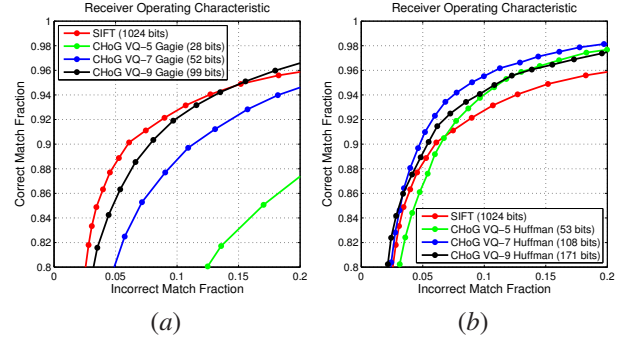 Receiver Operating Characteristic
Correct Match Fraction
1
0.98
0.96
0.94
0.92
0.9
0.88
0.86
0.84
0.82
0.8
SIFT (1024 bits)
CHoG VQ−5 Gagie (28 bits)
CHoG VQ−7 Gagie (52 bits)
CHoG VQ−9 Gagie (99 bits)
0 0.05 0.1 0.15 0.2
Incorrect Match Fraction
(a)
Receiver Operating Characteristic
Correct Match Fraction
1
0.98
0.96
0.94
0.92
0.9
0.88
0.86
0.84
0.82
0.8
SIFT (1024 bits)
CHoG VQ−5 Huffman (53 bits)
CHoG VQ−7 Huffman (108 bits)
CHoG VQ−9 Huffman (171 bits)
0 0.05 0.1 0.15 0.2
Incorrect Match Fraction
(b)